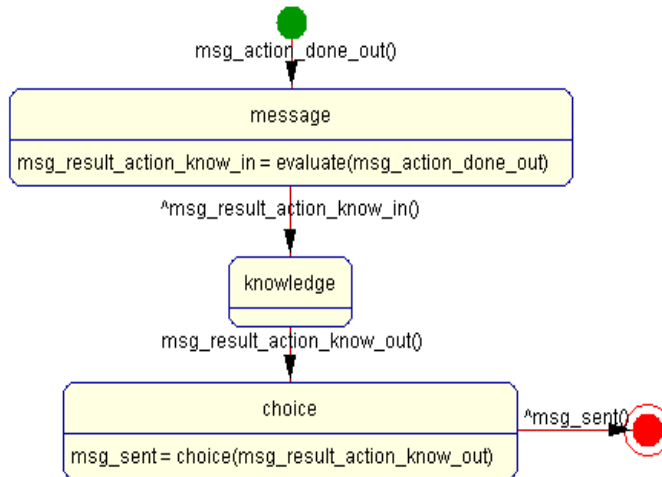 msg_action_done_out()
message
msg_result_action_know_in = evaluate(msg_action_done_out)
^msg_result_action_know_in()
knowledge
msg_result_action_know_out()
choice
^msg_sent()
msg_sent = choice(msg_result_action_know_out)